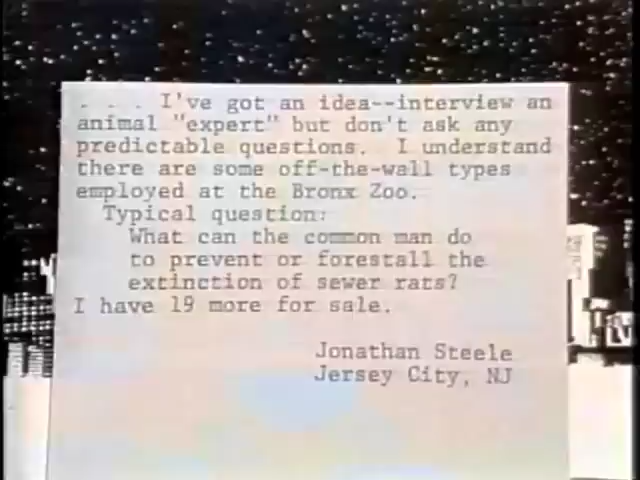 . . . I've got an idea--interview an
animal "expert" but don't ask any
predictable questions. I understand
there are some off-the-wall types
employed at the Bronx Zoo.
Typical question:
What can the common man do
to prevent or forestall the
extinction of sewer rats?
I have 19 more for sale.
Jonathan Steele
Jersey City, NJ